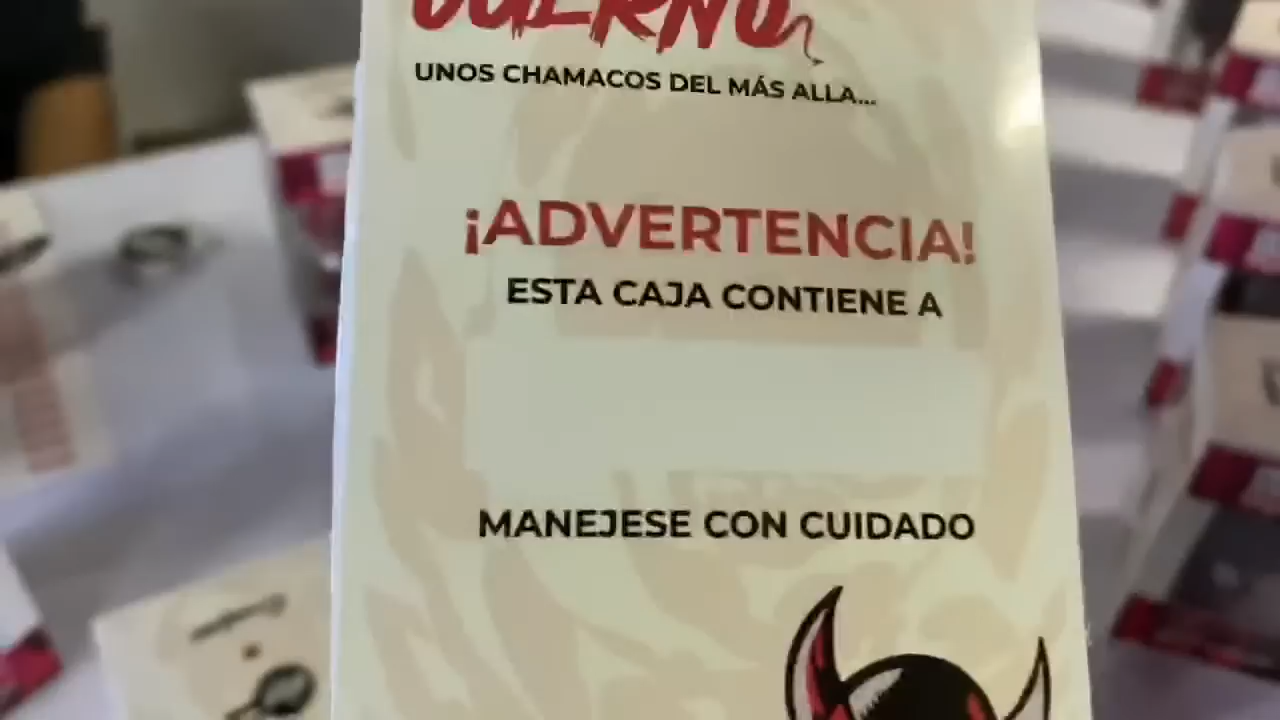 UNOS CHAMACOS DEL MÁS ALLA...
¡ADVERTENCIA!
ESTA CAJA CONTIENE A
MANEJESE CON CUIDADO